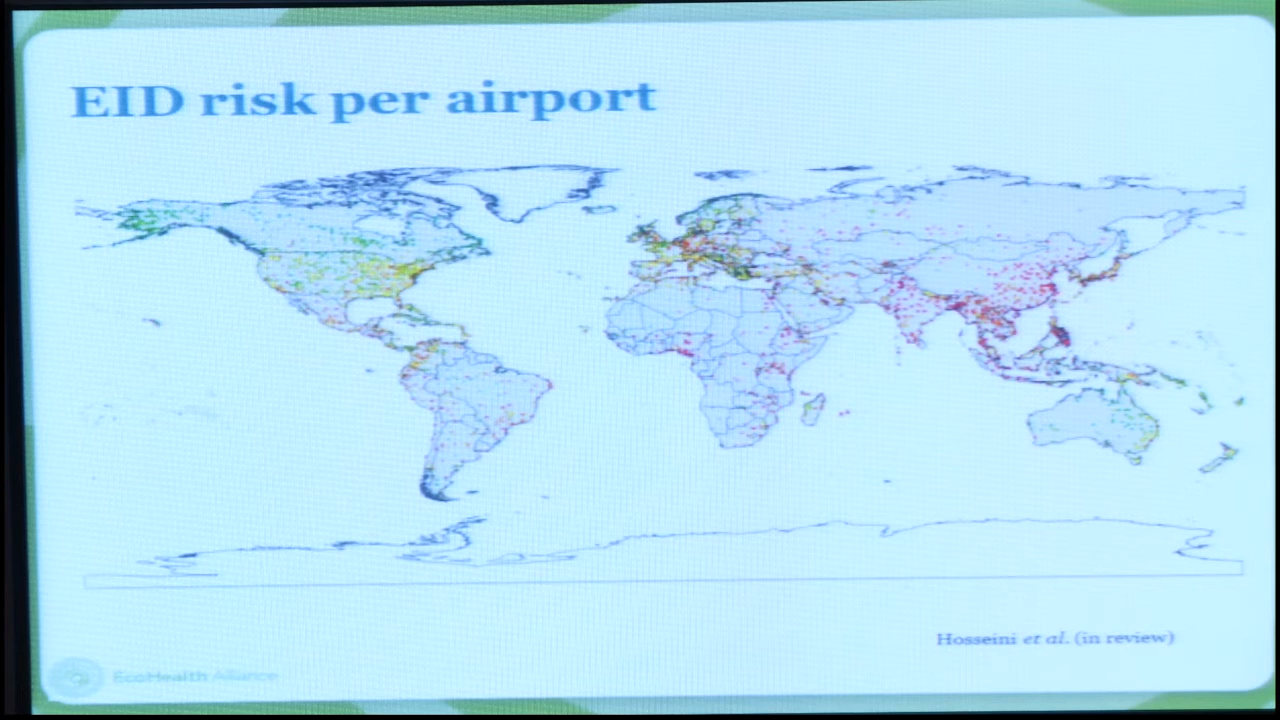 EID risk per airport
Hosseini et al. (in review)
EcoHealth Alliance